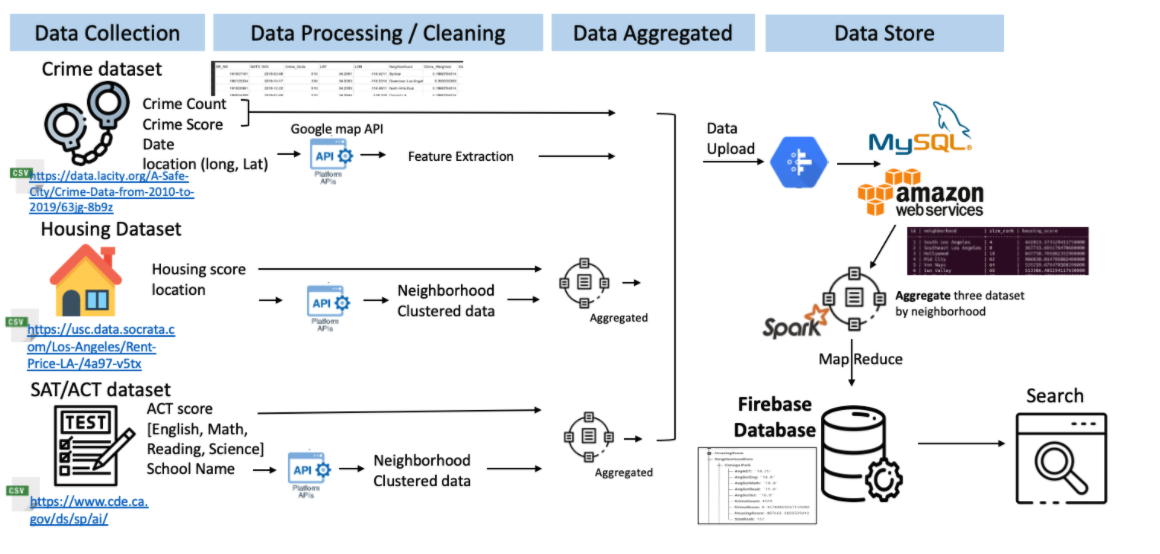 Data Collection
Data Processing / Cleaning
Data Aggregated
Data Store
Crime dataset
Crime Count
Crime Score
Date
location (long, Lat)
CSV
https://data.lacity.org/A-Safe-
City/Crime-Data-from-2010-to-
2019/63jg-8b9z
Google map API
API
Platform
APIs
Feature Extraction
Data
Upload
MySQL®
amazon
web services
Housing Dataset
Housing score
location
CSV
https://usc.data.socrata.c
om/Los-Angeles/Rent-
Price-LA-/4a97-v5tx
API
Platform
APIs
Neighborhood
Clustered data
Aggregated
Aggregate three dataset
by neighborhood
Spark
Map Reduce
SAT/ACT dataset
TEST
ACT score
[English, Math,
Reading, Science]
School Name
CSV
https://www.cde.ca.
gov/ds/sp/ai/
API
Platform
APIs
Neighborhood
Clustered data
Aggregated
Firebase
Database
Search